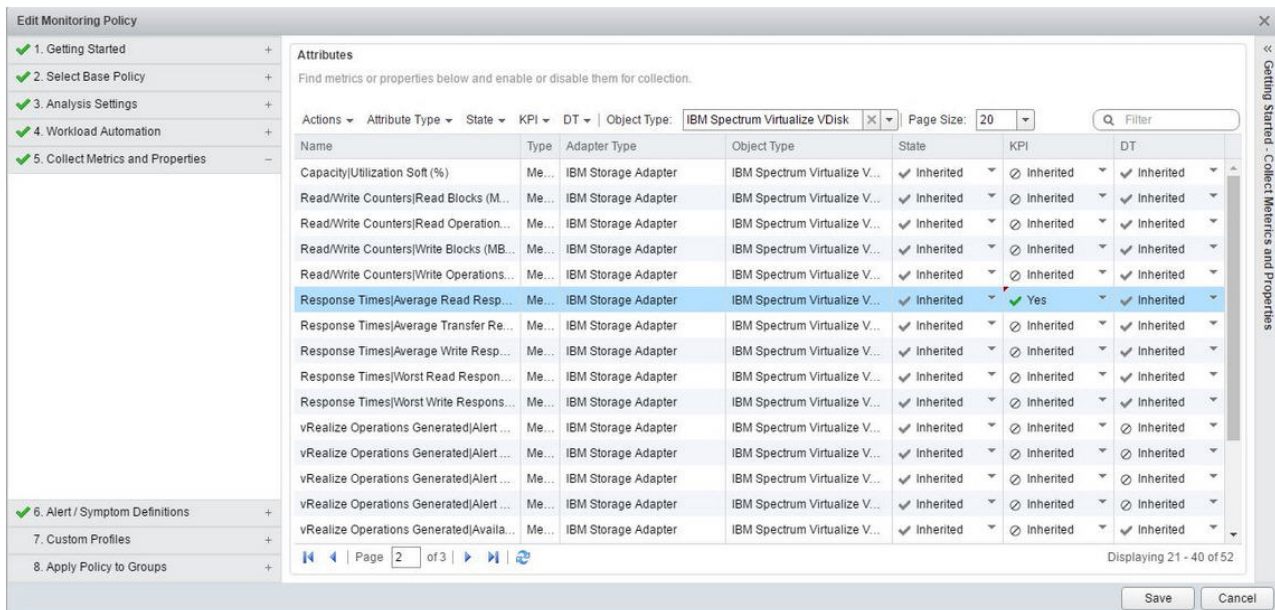 Edit Monitoring Policy
1. Getting Started
2. Select Base Policy
3. Analysis Settings
4. Workload Automation
5. Collect Metrics and Properties
6. Alert / Symptom Definitions
7. Custom Profiles
8. Apply Policy to Groups
Attributes
Find metrics or properties below and enable or disable them for collection.
Actions Attribute Type State KPI DT Object Type: IBM Spectrum Virtualize VDisk Page Size: 20 Filter
Name Type Adapter Type Object Type State KPI DT
Capacity|Utilization Soft (%) Me... IBM Storage Adapter IBM Spectrum Virtualize V... Inherited Inherited Inherited
Read/Write Counters|Read Blocks (M... Me... IBM Storage Adapter IBM Spectrum Virtualize V... Inherited Inherited Inherited
Read/Write Counters|Read Operation... Me... IBM Storage Adapter IBM Spectrum Virtualize V... Inherited Inherited Inherited
Read/Write Counters|Write Blocks (MB... Me... IBM Storage Adapter IBM Spectrum Virtualize V... Inherited Inherited Inherited
Read/Write Counters|Write Operations... Me... IBM Storage Adapter IBM Spectrum Virtualize V... Inherited Inherited Inherited
Response Times|Average Read Resp... Me... IBM Storage Adapter IBM Spectrum Virtualize V... Inherited Yes Inherited
Response Times|Average Transfer Re... Me... IBM Storage Adapter IBM Spectrum Virtualize V... Inherited Inherited Inherited
Response Times|Average Write Resp... Me... IBM Storage Adapter IBM Spectrum Virtualize V... Inherited Inherited Inherited
Response Times|Worst Read Respon... Me... IBM Storage Adapter IBM Spectrum Virtualize V... Inherited Inherited Inherited
Response Times|Worst Write Respons... Me... IBM Storage Adapter IBM Spectrum Virtualize V... Inherited Inherited Inherited
vRealize Operations Generated|Alert ... Me... IBM Storage Adapter IBM Spectrum Virtualize V... Inherited Inherited Inherited
vRealize Operations Generated|Alert ... Me... IBM Storage Adapter IBM Spectrum Virtualize V... Inherited Inherited Inherited
vRealize Operations Generated|Alert ... Me... IBM Storage Adapter IBM Spectrum Virtualize V... Inherited Inherited Inherited
vRealize Operations Generated|Alert ... Me... IBM Storage Adapter IBM Spectrum Virtualize V... Inherited Inherited Inherited
vRealize Operations Generated|Availa... Me... IBM Storage Adapter IBM Spectrum Virtualize V... Inherited Inherited Inherited
Page 2 of 3 Displaying 21 - 40 of 52
Getting Started - Collect Meterics and Properties
Save Cancel